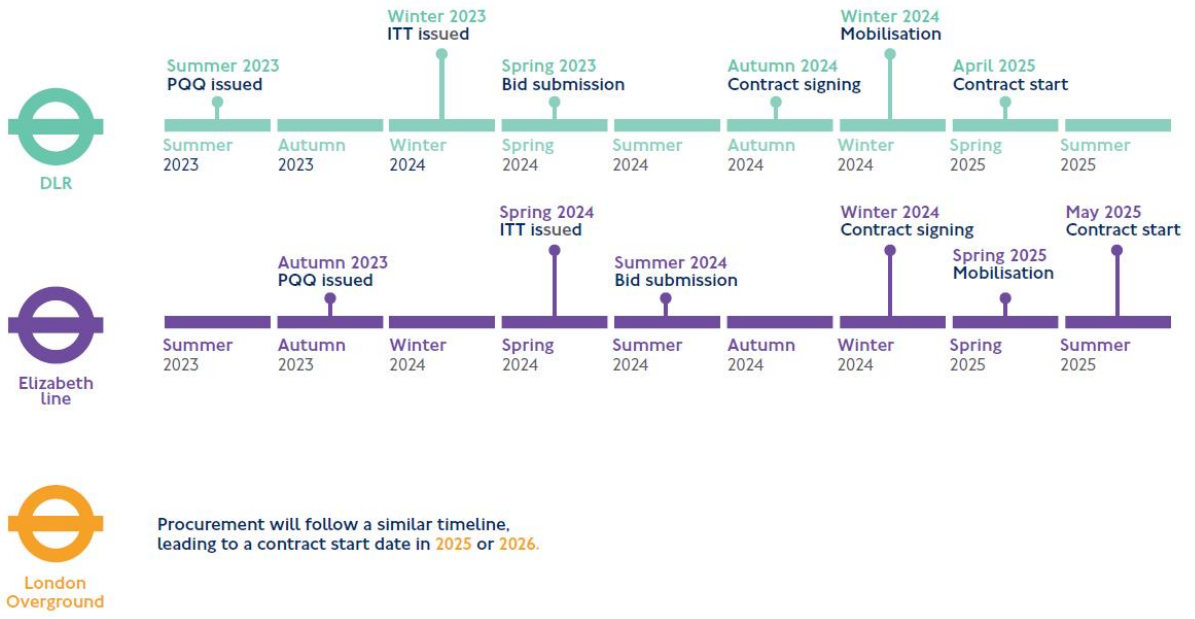 Winter 2023
ITT issued
Winter 2024
Mobilisation
Summer 2023
PQQ issued
Spring 2023
Bid submission
Autumn 2024
Contract signing
April 2025
Contract start
Summer
2023
Autumn
2023
Winter
2024
Spring
2024
Summer
2024
Autumn
2024
Winter
2024
Spring
2025
Summer
2025
DLR
Spring 2024
ITT issued
Winter 2024
Contract signing
May 2025
Contract start
Autumn 2023
PQQ issued
Summer 2024
Bid submission
Spring 2025
Mobilisation
Summer
2023
Autumn
2023
Winter
2024
Spring
2024
Summer
2024
Autumn
2024
Winter
2024
Spring
2025
Summer
2025
Elizabeth
line
Procurement will follow a similar timeline,
leading to a contract start date in 2025 or 2026.
London
Overground